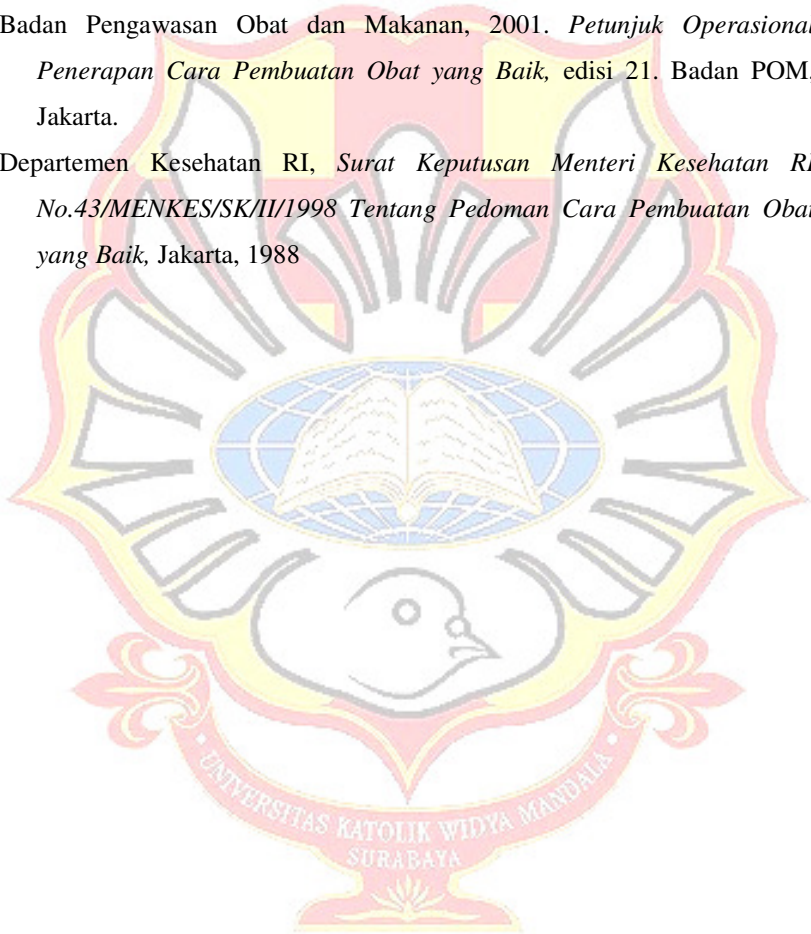 Badan Pengawasan Obat dan Makanan, 2001. Petunjuk Operasional
Penerapan Cara Pembuatan Obat yang Baik, edisi 21. Badan POM.
Jakarta.
Departemen Kesehatan RI, Surat Keputusan Menteri Kesehatan RI
No.43/MENKES/SK/II/1998 Tentang Pedoman Cara Pembuatan Obat
yang Baik, Jakarta, 1988
UNIVERSITAS KATOLIK WIDYA MANDALA
SURABAYA